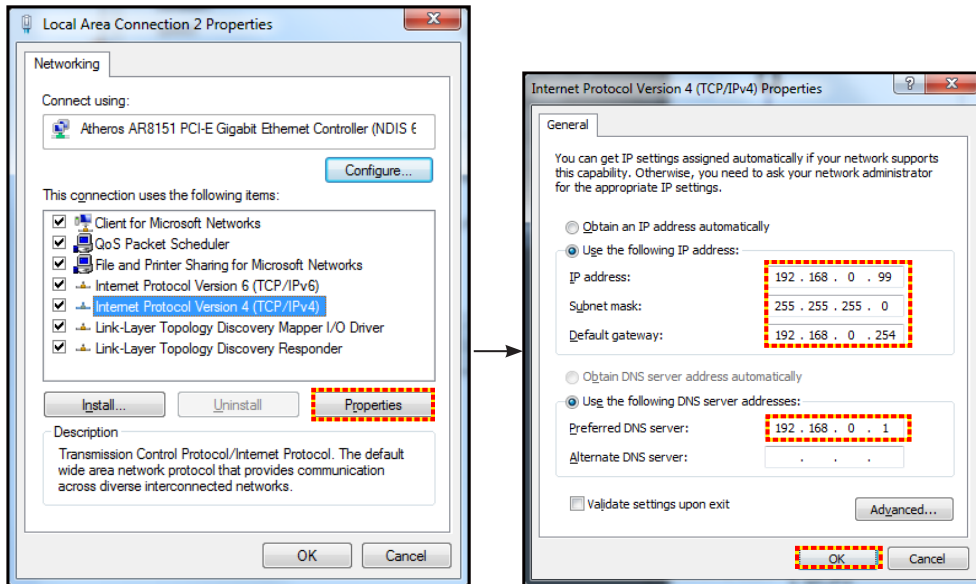 Local Area Connection 2 Properties
Networking
Connect using:
Atheros AR8151 PCI-E Gigabit Ethernet Controller (NDIS 6
Configure...
This connection uses the following items:
Client for Microsoft Networks
QoS Packet Scheduler
File and Printer Sharing for Microsoft Networks
Internet Protocol Version 6 (TCP/IPv6)
Internet Protocol Version 4 (TCP/IPv4)
Link-Layer Topology Discovery Mapper I/O Driver
Link-Layer Topology Discovery Responder
Install...
Uninstall
Properties
Description
Transmission Control Protocol/Internet Protocol. The default
wide area network protocol that provides communication
across diverse interconnected networks.
OK
Cancel
Internet Protocol Version 4 (TCP/IPv4) Properties
General
You can get IP settings assigned automatically if your network supports
this capability. Otherwise, you need to ask your network administrator
for the appropriate IP settings.
Obtain an IP address automatically
Use the following IP address:
IP address: 192 . 168 . 0 . 99
Subnet mask: 255 . 255 . 255 . 0
Default gateway: 192 . 168 . 0 . 254
Obtain DNS server address automatically
Use the following DNS server addresses:
Preferred DNS server: 192 . 168 . 0 . 1
Alternate DNS server: . . .
Validate settings upon exit
Advanced...
OK
Cancel